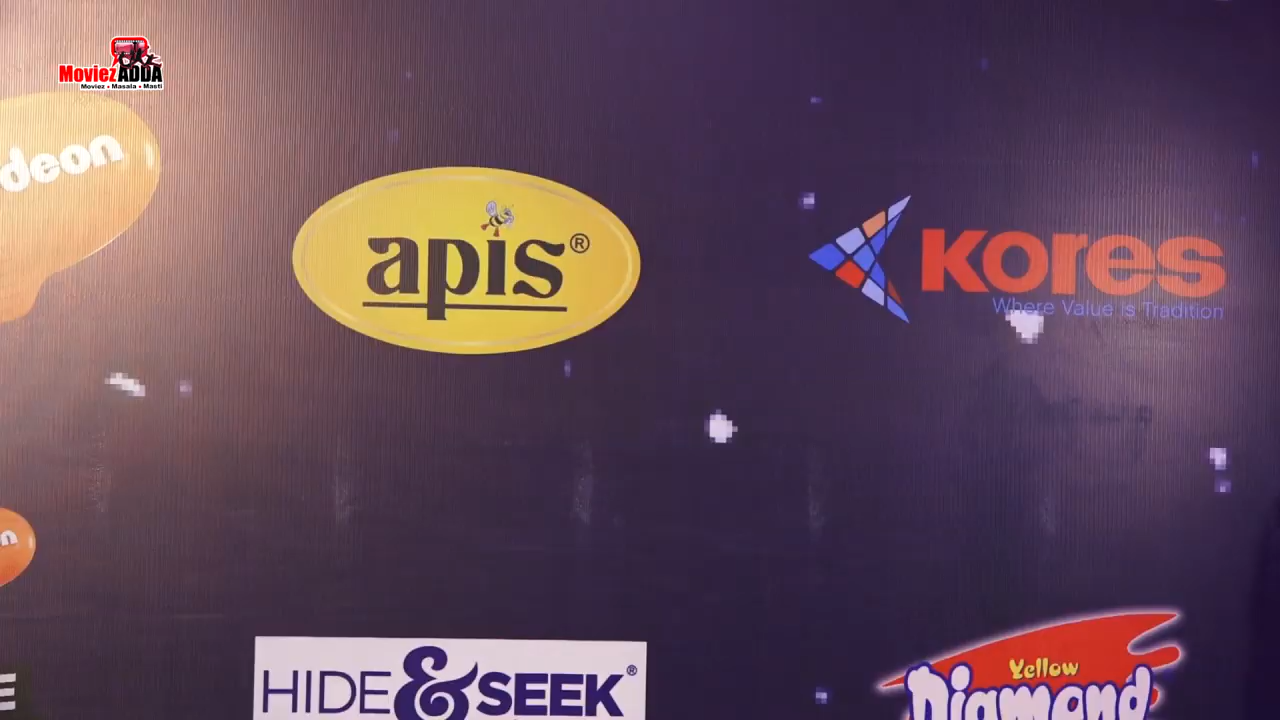 MoviezADDA
Moviez • Masala • Masti
deon
apis®
kores
Where Value is Tradition
n
HIDE&SEEK®
Yellow
Diamond
E